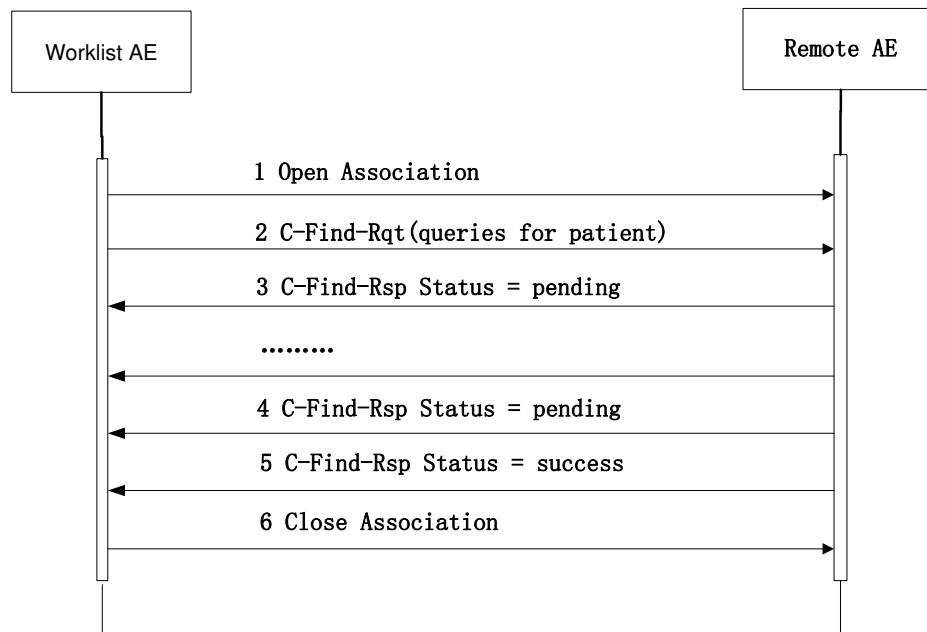 Worklist AE
Remote AE
1 Open Association
2 C-Find-Rqt(queries for patient)
3 C-Find-Rsp Status = pending
………
4 C-Find-Rsp Status = pending
5 C-Find-Rsp Status = success
6 Close Association